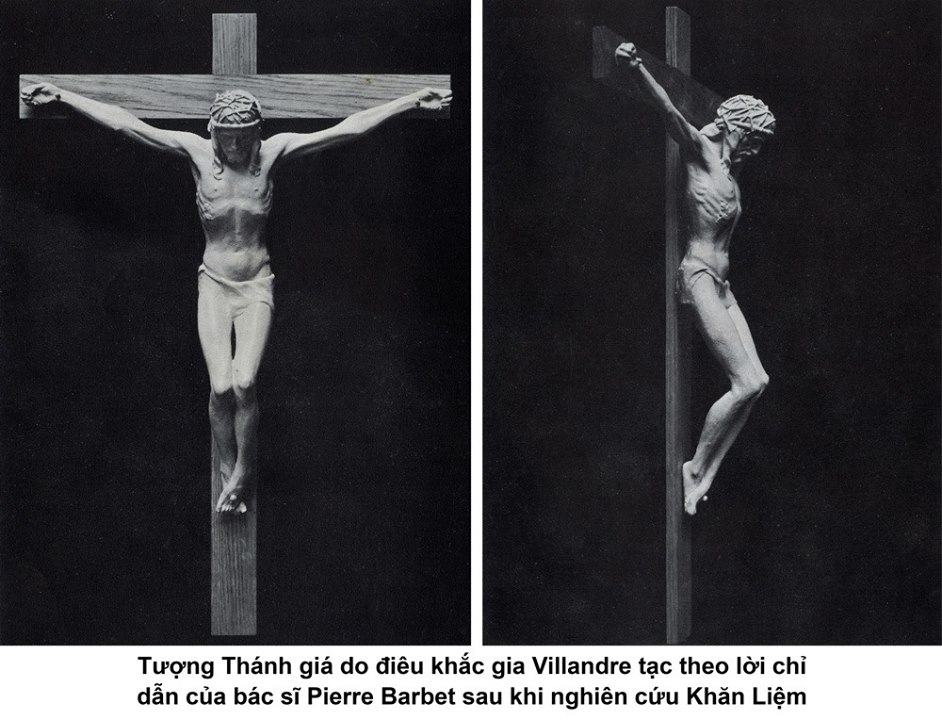 Tượng Thánh giá do điêu khắc gia Villandre tạc theo lời chỉ
dẫn của bác sĩ Pierre Barbet sau khi nghiên cứu Khăn Liệm